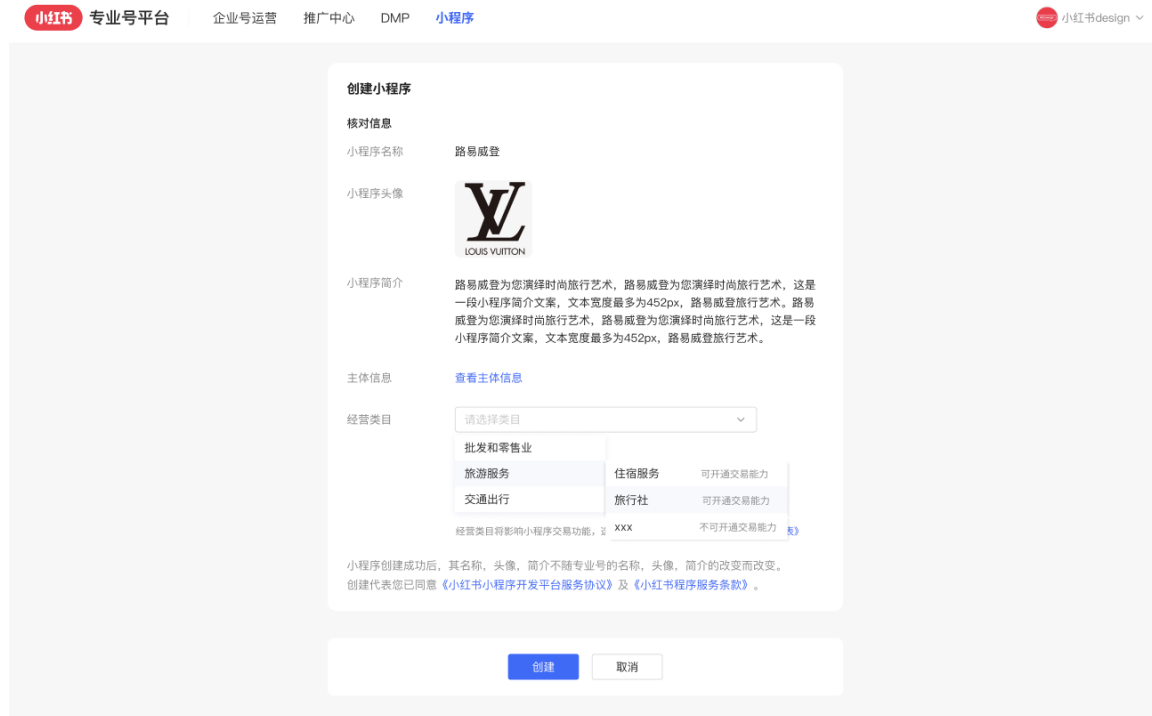 小红书 专业号平台 企业号运营 推广中心 DMP 小程序 小红书design
创建小程序
核对信息
小程序名称 路易威登
小程序头像
LOUIS VUITTON
小程序简介 路易威登为您演绎时尚旅行艺术，路易威登为您演绎时尚旅行艺术，这是
一段小程序简介文案，文本宽度最多为452px，路易威登旅行艺术。路易
威登为您演绎时尚旅行艺术，路易威登为您演绎时尚旅行艺术，这是一段
小程序简介文案，文本宽度最多为452px，路易威登旅行艺术。
主体信息 查看主体信息
经营类目 请选择类目
批发和零售业
旅游服务 住宿服务 可开通交易能力
交通出行 旅行社 可开通交易能力
xxx 不可开通交易能力
经营类目将影响小程序交易功能， 表》
小程序创建成功后，其名称，头像，简介不随专业号的名称，头像，简介的改变而改变。
创建代表您已同意《小红书小程序开发平台服务协议》及《小红书程序服务条款》。
创建 取消